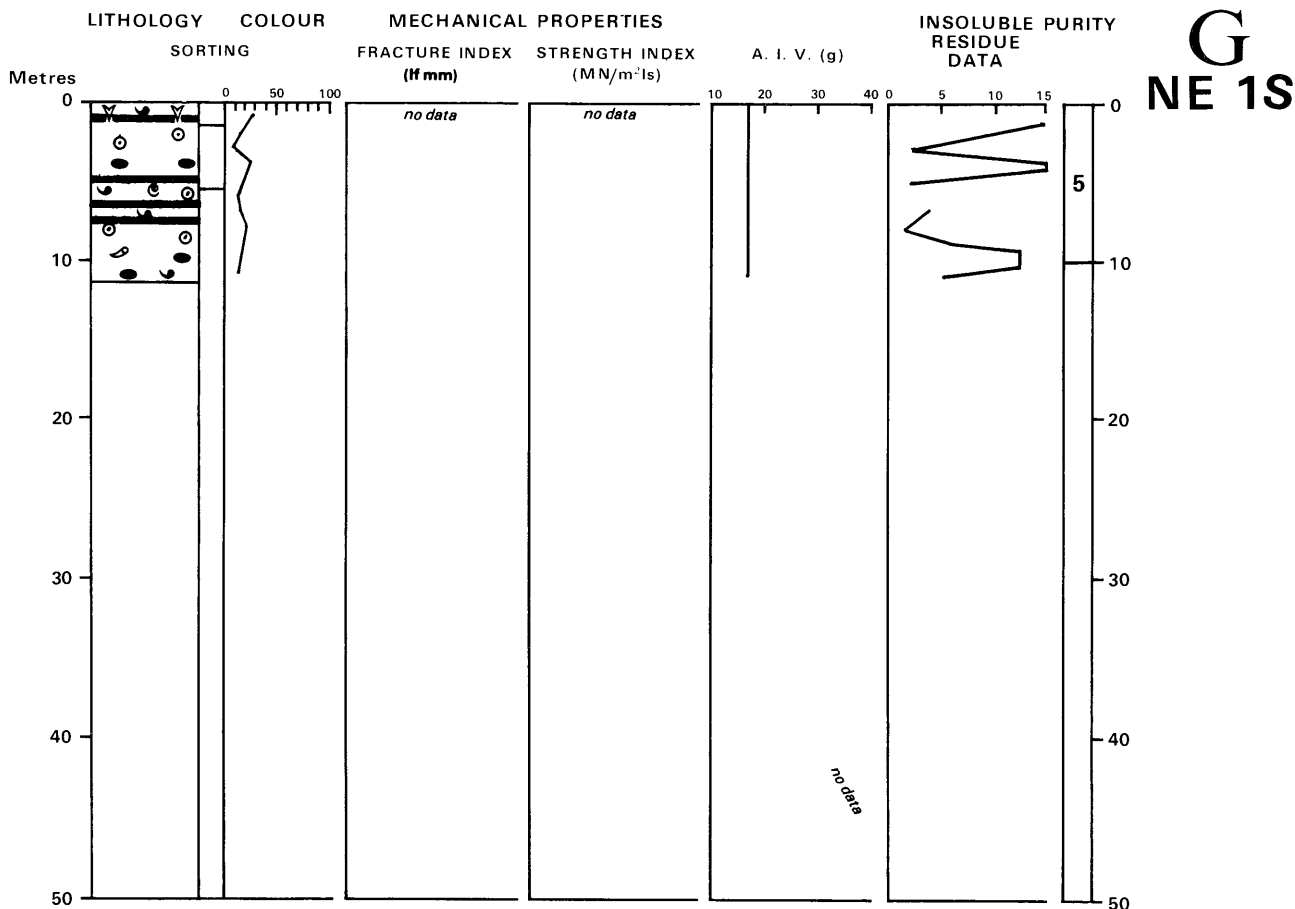 LITHOLOGY COLOUR MECHANICAL PROPERTIES INSOLUBLE PURITY
SORTING FRACTURE INDEX STRENGTH INDEX A. I. V. (g) RESIDUE
(If mm) (MN/m²Is) DATA
G
NE 1S
Metres
0 50 100 10 20 30 40 0 5 10 15
0 0
no data no data
5
10 10
20 20
30 30
40 40
no data
50 50